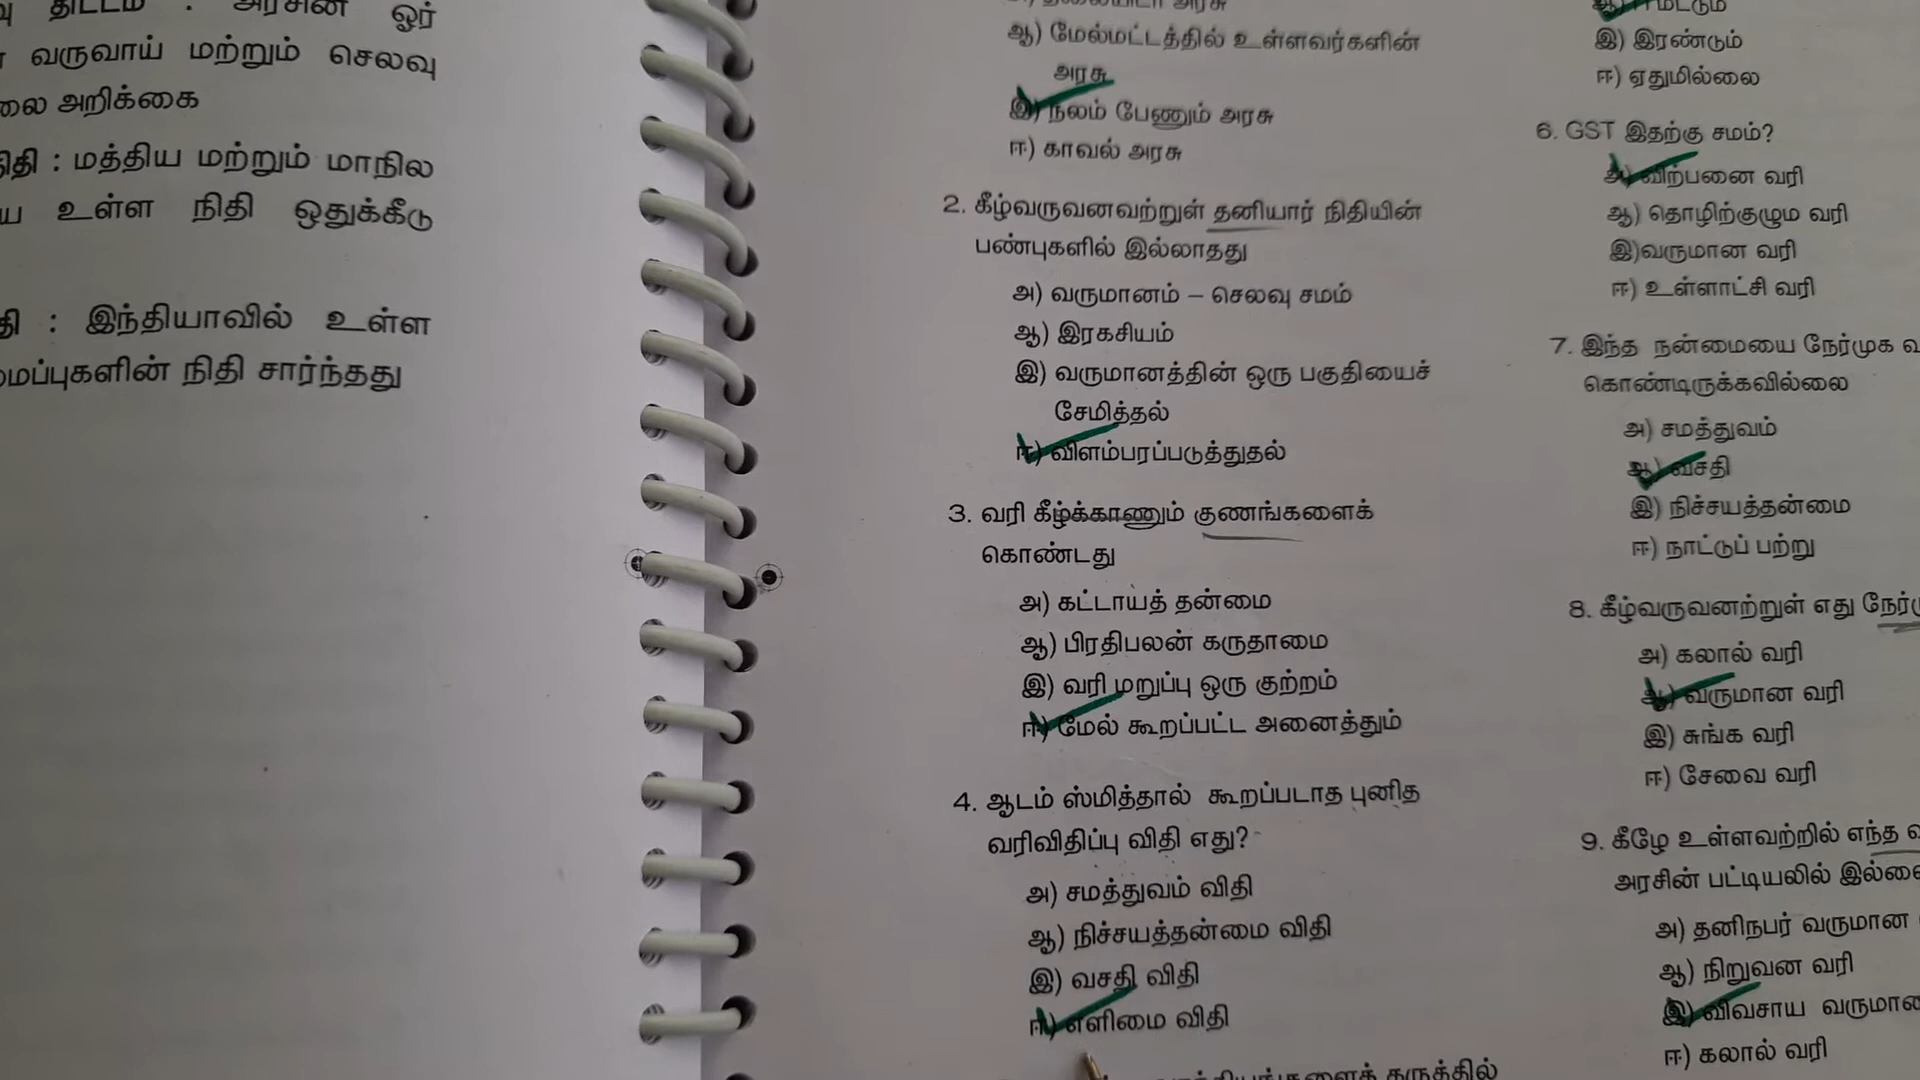 திட்டம் : அரசின் ஓர்
வருவாய் மற்றும் செலவு
அறிக்கை
: மத்திய மற்றும் மாநில
உள்ள நிதி ஒதுக்கீடு
: இந்தியாவில் உள்ள
நிதி சார்ந்தது
அரசு
ஆ) மேல்மட்டத்தில் உள்ளவர்களின்
அரசு
இ) நலம் பேணும் அரசு
ஈ) காவல் அரசு
2. கீழ்வருவனவற்றுள் தனியார் நிதியின்
பண்புகளில் இல்லாதது
அ) வருமானம் – செலவு சமம்
ஆ) இரகசியம்
இ) வருமானத்தின் ஒரு பகுதியைச்
சேமித்தல்
ஈ) விளம்பரப்படுத்துதல்
3. வரி கீழ்க்காணும் குணங்களைக்
கொண்டது
அ) கட்டாயத் தன்மை
ஆ) பிரதிபலன் கருதாமை
இ) வரி மறுப்பு ஒரு குற்றம்
ஈ) மேல் கூறப்பட்ட அனைத்தும்
4. ஆடம் ஸ்மித்தால் கூறப்படாத புனித
வரிவிதிப்பு விதி எது?
அ) சமத்துவம் விதி
ஆ) நிச்சயத்தன்மை விதி
இ) வசதி விதி
ஈ) எளிமை விதி
கருத்தில்
மட்டும்
இ) இரண்டும்
ஈ) ஏதுமில்லை
6. GST இதற்கு சமம்?
அ) விற்பனை வரி
ஆ) தொழிற்குழும வரி
இ)வருமான வரி
ஈ) உள்ளாட்சி வரி
7. இந்த நன்மையை நேர்முக
கொண்டிருக்கவில்லை
அ) சமத்துவம்
ஆ) வசதி
இ) நிச்சயத்தன்மை
ஈ) நாட்டுப் பற்று
8. கீழ்வருவனற்றுள் எது
அ) கலால் வரி
ஆ) வருமான வரி
இ) சுங்க வரி
ஈ) சேவை வரி
9. கீழே உள்ளவற்றில் எந்த
அரசின் பட்டியலில்
அ) தனிநபர் வருமான
ஆ) நிறுவன வரி
இ) விவசாய
ஈ) கலால் வரி